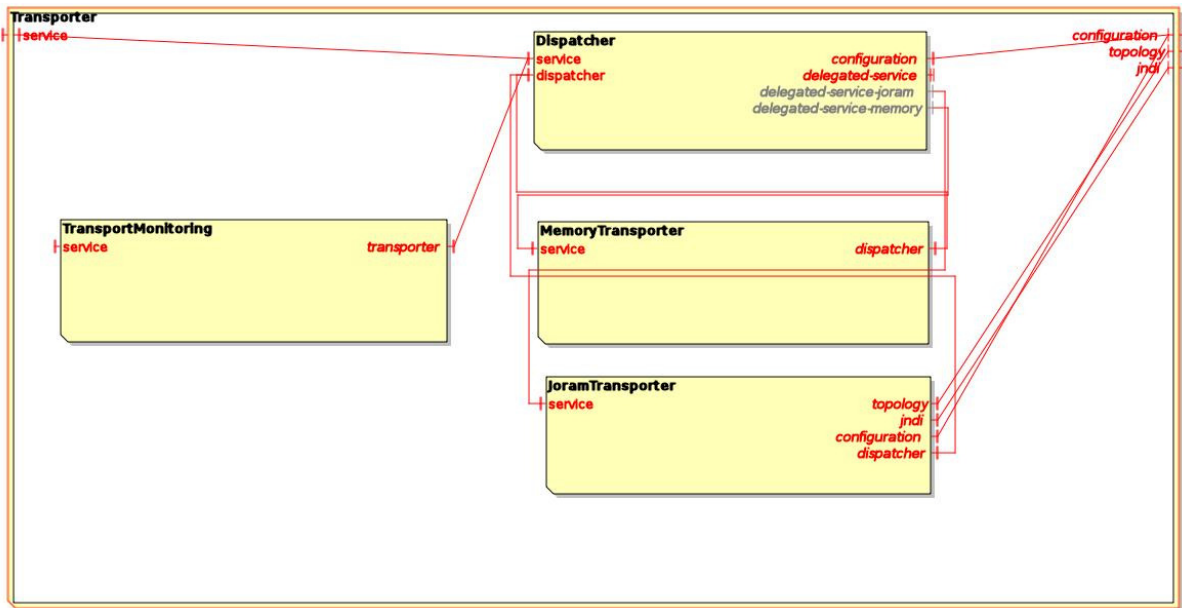 Transporter
service
configuration
topology
jndi
Dispatcher
service
configuration
dispatcher
delegated-service
delegated-service-joram
delegated-service-memory
TransportMonitoring
service
transporter
MemoryTransporter
service
dispatcher
JoramTransporter
service
topology
jndi
configuration
dispatcher